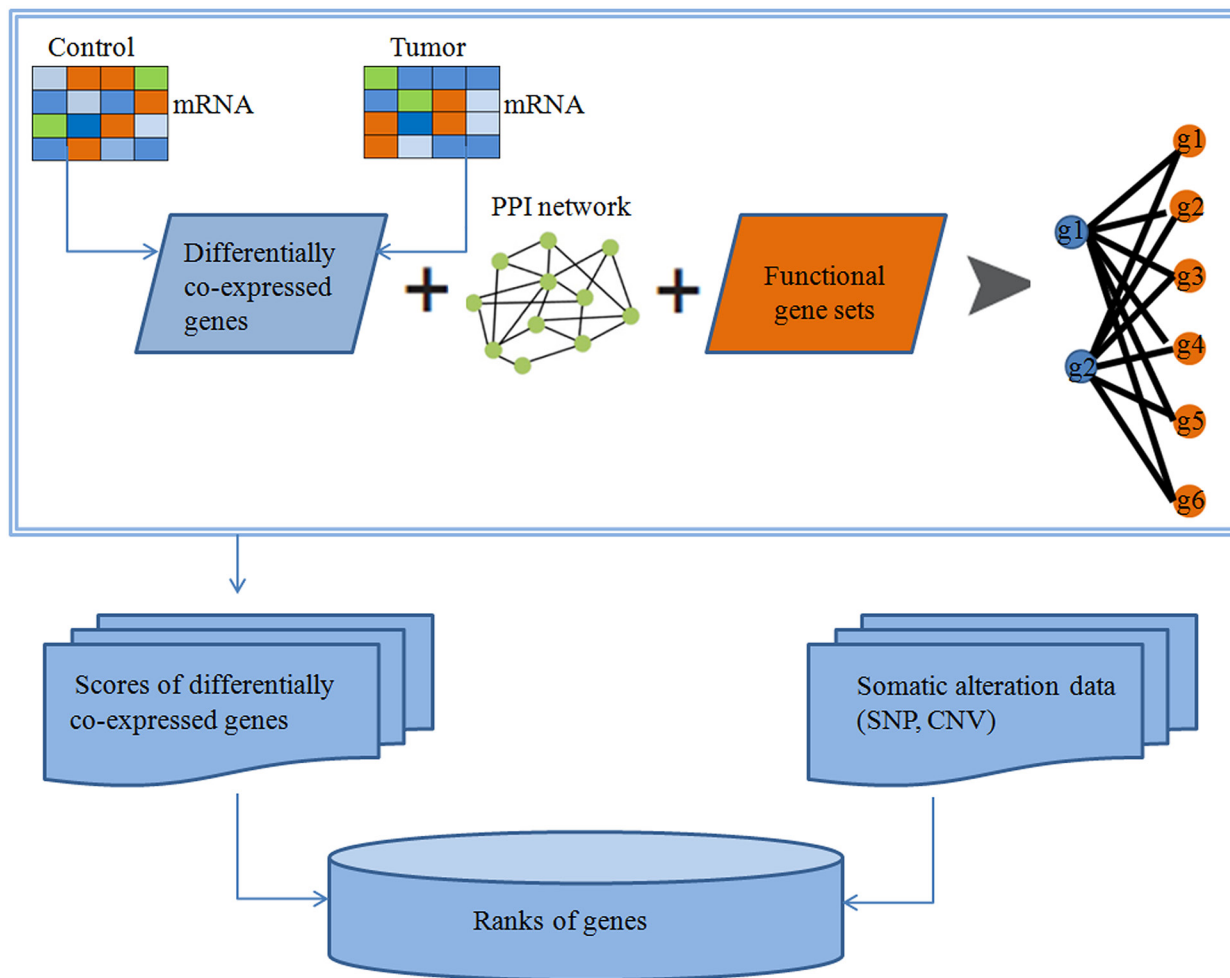 Control
Tumor
mRNA
mRNA
PPI network
Differentially
co-expressed
genes
Functional
gene sets
g1
g2
g1
g2
g3
g4
g5
g6
Scores of differentially
co-expressed genes
Somatic alteration data
(SNP, CNV)
Ranks of genes